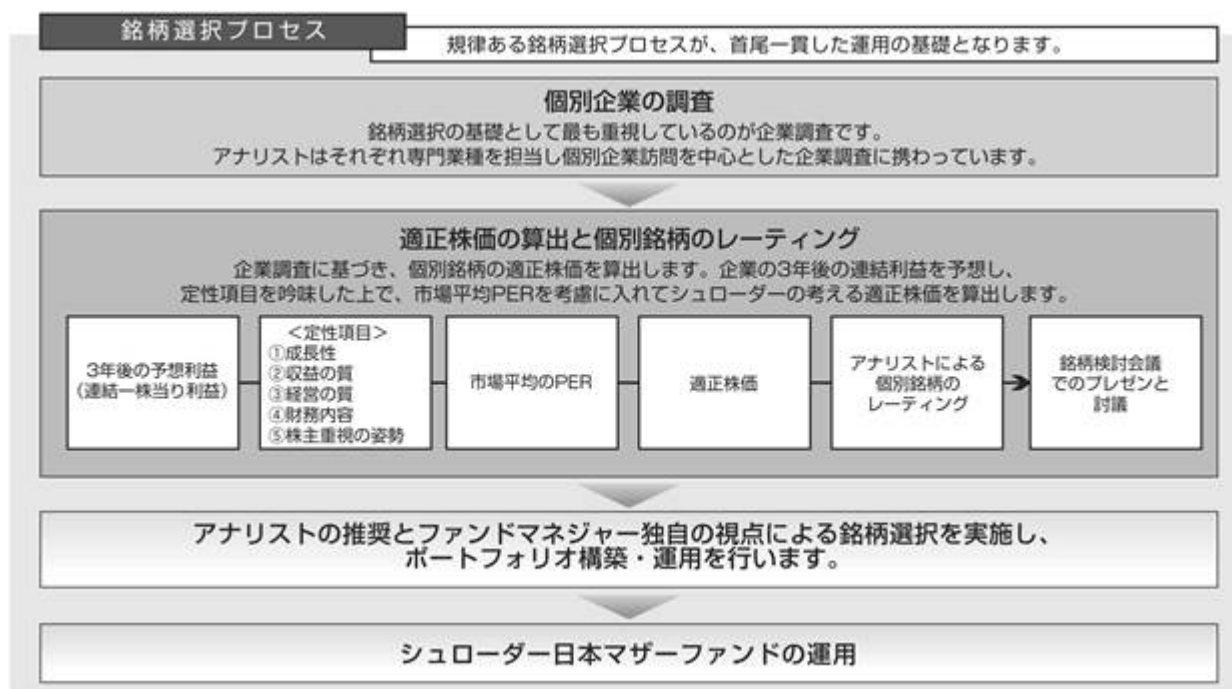 銘柄選択プロセス
規律ある銘柄選択プロセスが、首尾一貫した運用の基礎となります。
個別企業の調査
銘柄選択の基礎として最も重視しているのが企業調査です。
アナリストはそれぞれ専門業種を担当し個別企業訪問を中心とした企業調査に携わっています。
適正株価の算出と個別銘柄のレーティング
企業調査に基づき、個別銘柄の適正株価を算出します。企業の3年後の連結利益を予想し、
定性項目を吟味した上で、市場平均PERを考慮に入れてシュローダーの考える適正株価を算出します。
3年後の予想利益
（連結一株当り利益）
＜定性項目＞
①成長性
②収益の質
③経営の質
④財務内容
⑤株主重視の姿勢
市場平均のPER
適正株価
アナリストによる
個別銘柄の
レーティング
銘柄検討会議
でのプレゼンと
討議
アナリストの推奨とファンドマネジャー独自の視点による銘柄選択を実施し、
ポートフォリオ構築・運用を行います。
シュローダー日本マザーファンドの運用